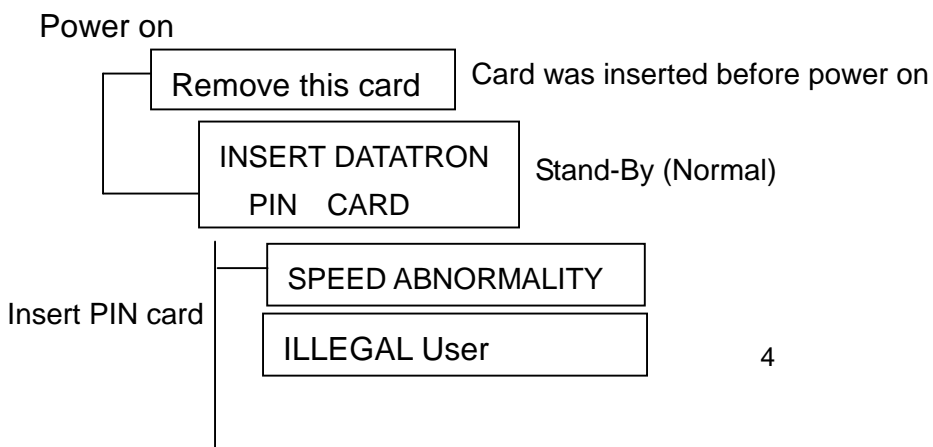 Power on
Remove this card
Card was inserted before power on
INSERT DATATRON
PIN CARD
Stand-By (Normal)
SPEED ABNORMALITY
Insert PIN card
ILLEGAL User
4